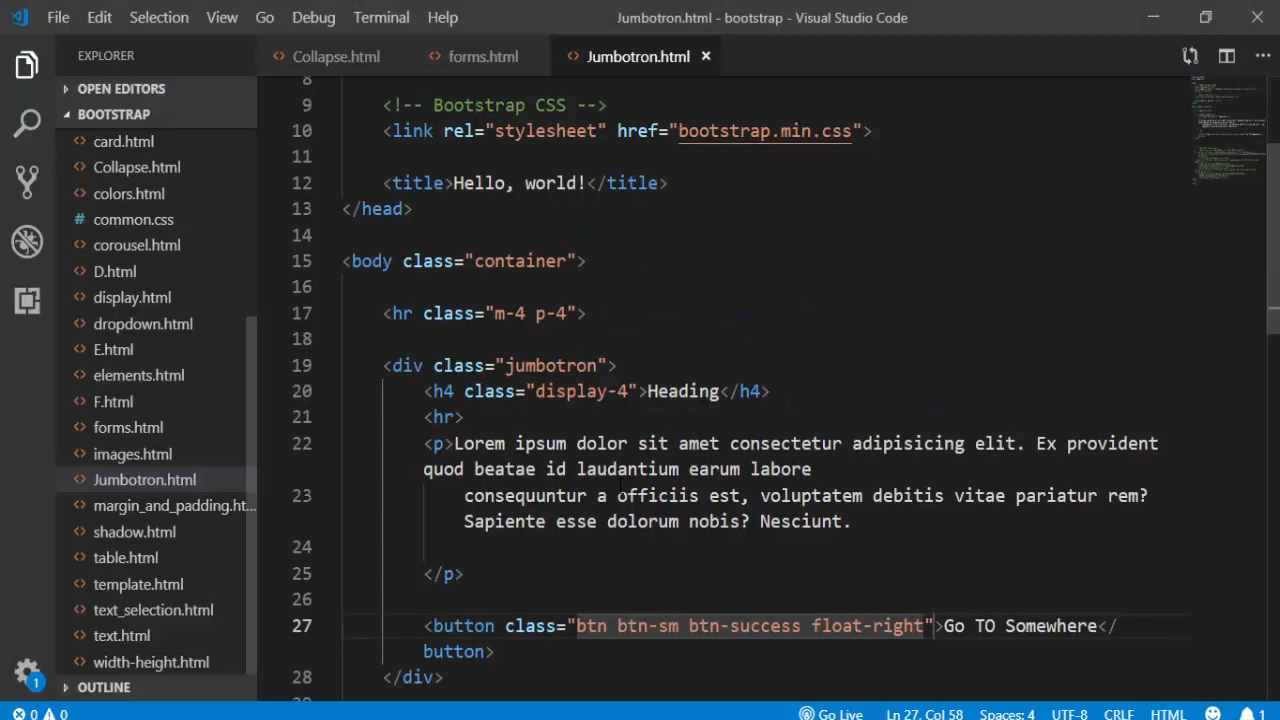 File Edit Selection View Go Debug Terminal Help Jumbotron.html - bootstrap - Visual Studio Code
EXPLORER Collapse.html forms.html Jumbotron.html
OPEN EDITORS
BOOTSTRAP
card.html
Collapse.html
colors.html
common.css
corousel.html
D.html
display.html
dropdown.html
E.html
elements.html
F.html
forms.html
images.html
Jumbotron.html
margin_and_padding.ht...
shadow.html
table.html
template.html
text_selection.html
text.html
width-height.html
OUTLINE
8
9 <!-- Bootstrap CSS -->
10 <link rel="stylesheet" href="bootstrap.min.css">
11
12 <title>Hello, world!</title>
13 </head>
14
15 <body class="container">
16
17 <hr class="m-4 p-4">
18
19 <div class="jumbotron">
20 <h4 class="display-4">Heading</h4>
21 <hr>
22 <p>Lorem ipsum dolor sit amet consectetur adipisicing elit. Ex provident
quod beatae id laudantium earum labore
23 consequuntur a officiis est, voluptatem debitis vitae pariatur rem?
Sapiente esse dolorum nobis? Nesciunt.
24
25 </p>
26
27 <button class="btn btn-sm btn-success float-right">Go TO Somewhere</
button>
28 </div>
1
0 0 Go Live Ln 27, Col 58 Spaces: 4 UTF-8 CRLF HTML 1